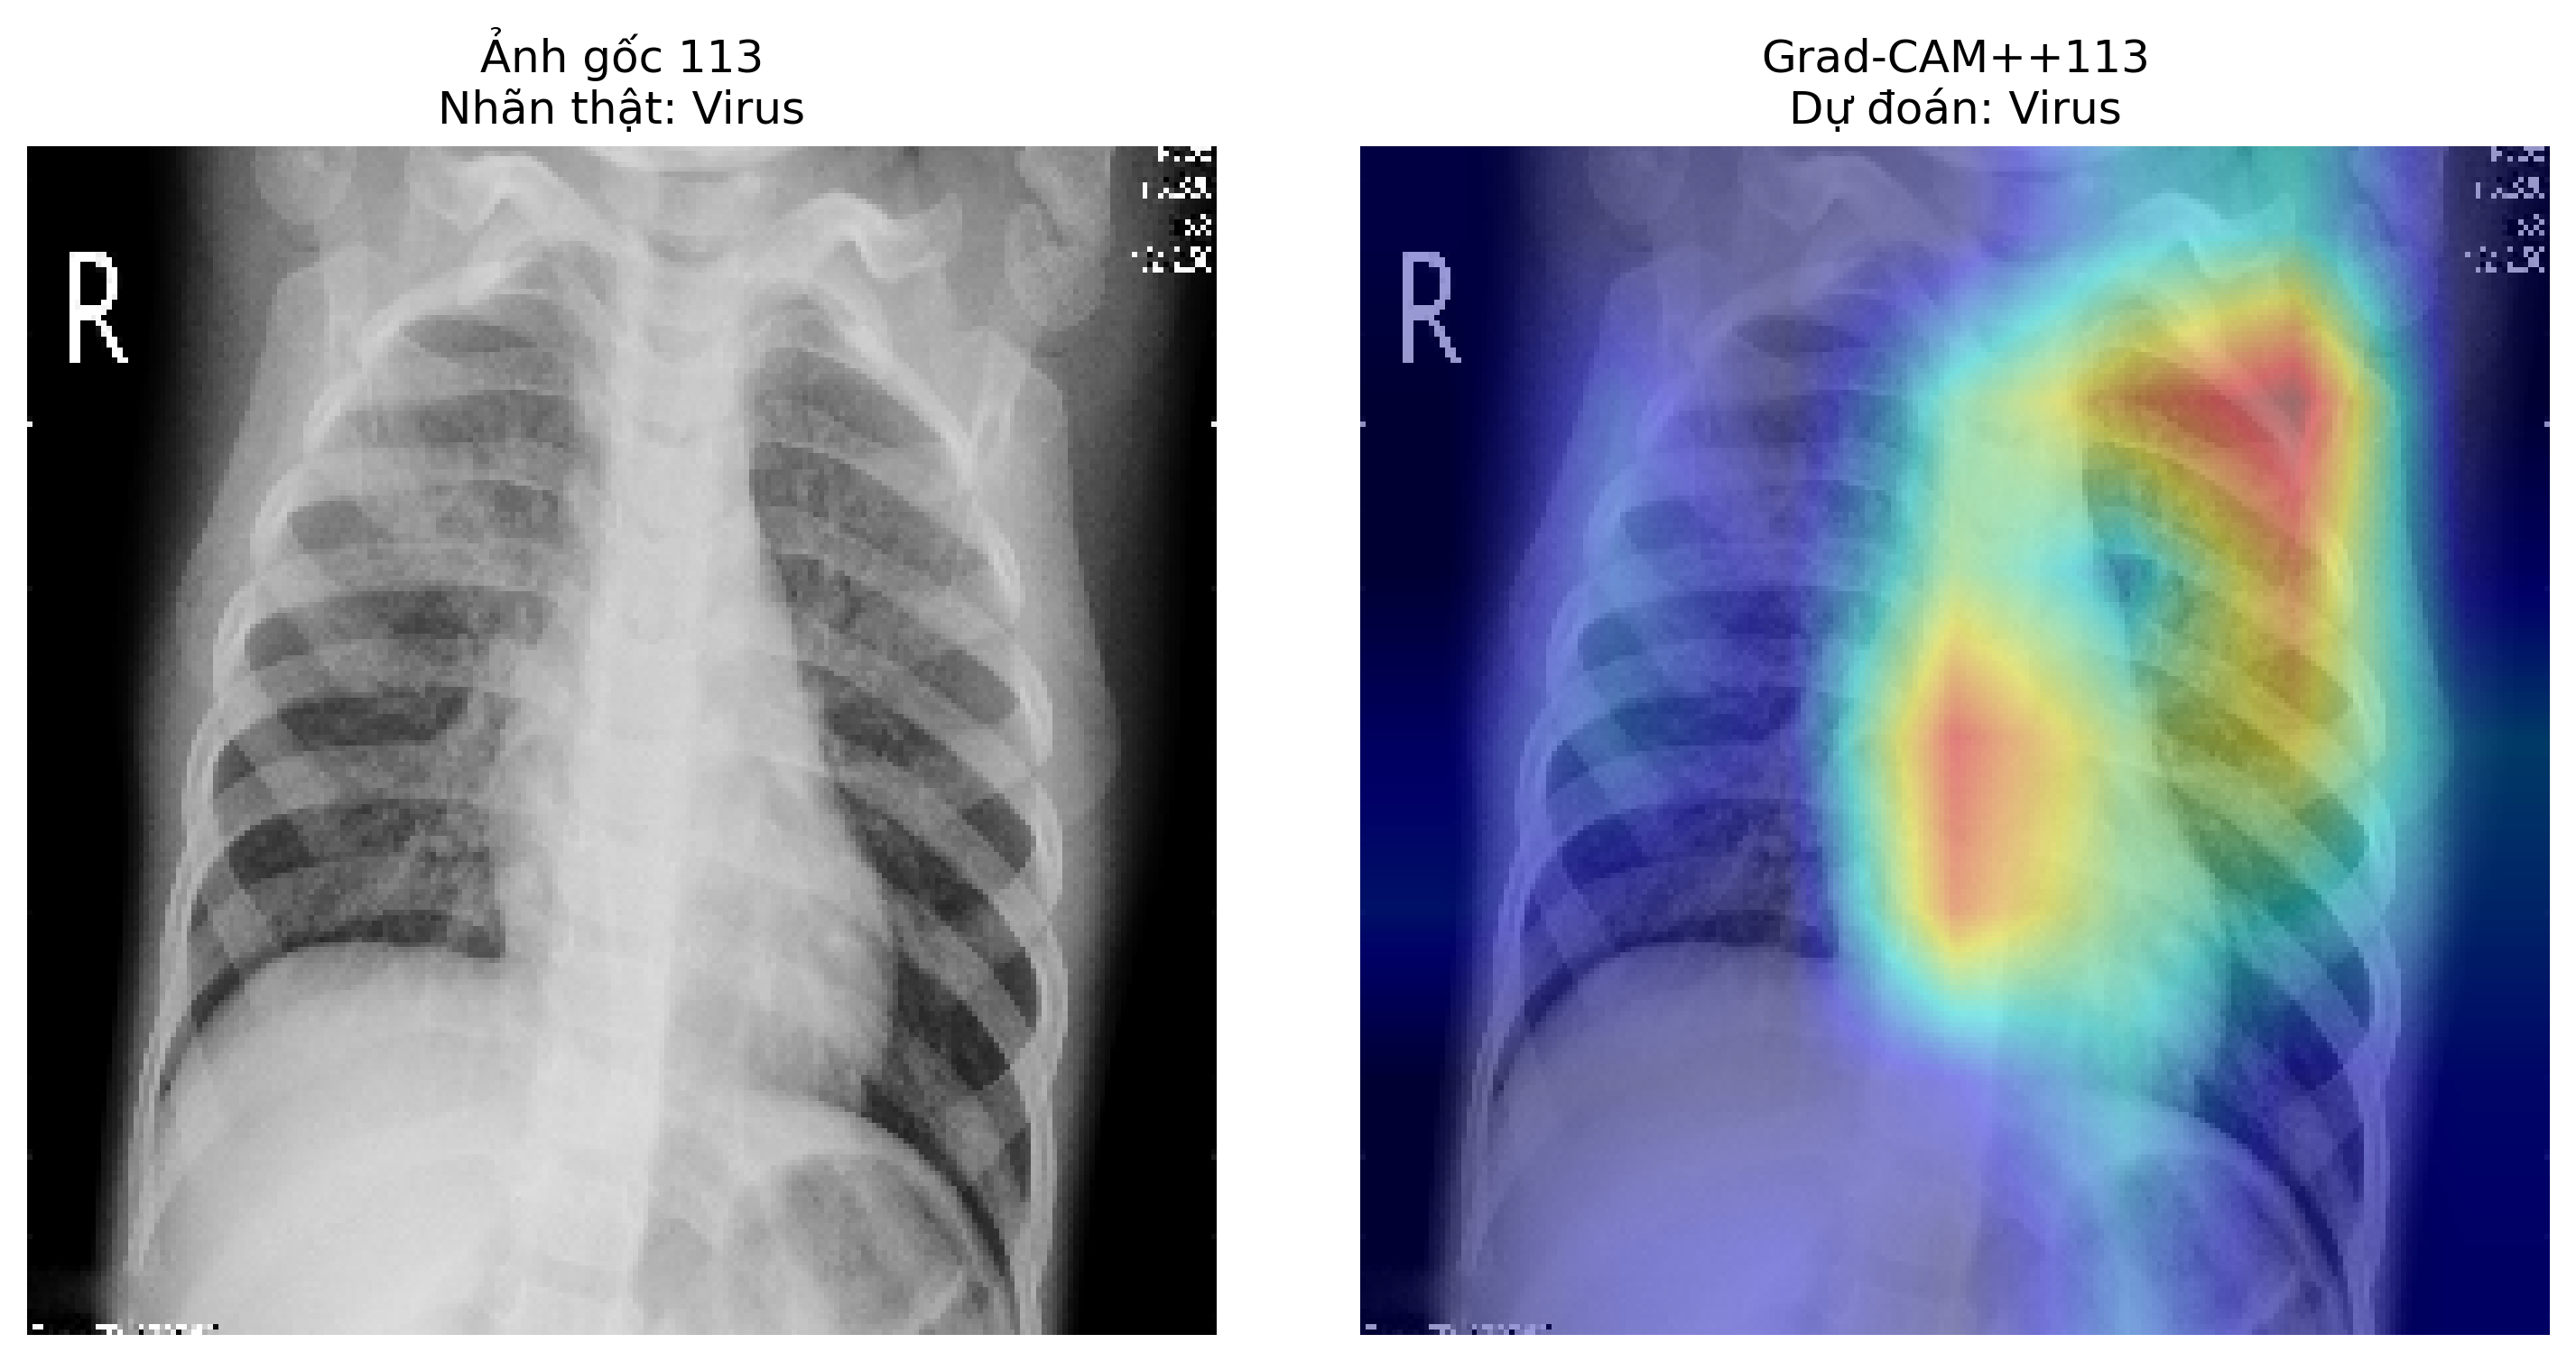 Ảnh gốc 113
Nhãn thật: Virus
Grad-CAM++113
Dự đoán: Virus
R
R